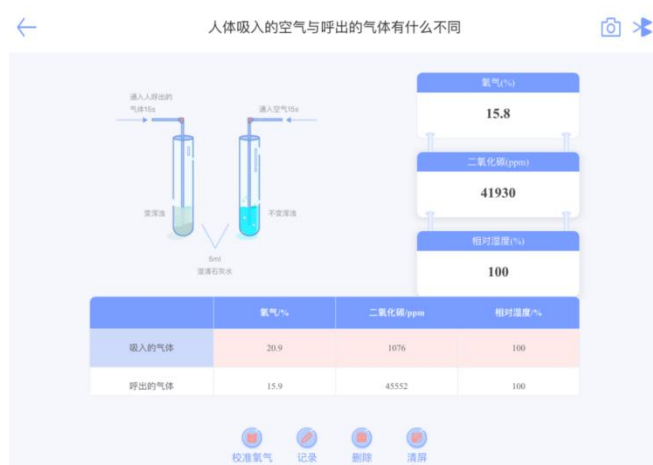 人体吸入的空气与呼出的气体有什么不同
通入人呼出的
气体15s
通入空气15s
变浑浊
不变浑浊
5ml
澄清石灰水
氧气(%)
15.8
二氧化碳(ppm)
41930
相对湿度(%)
100
氧气/% 二氧化碳/ppm 相对湿度/%
吸入的气体 20.9 1076 100
呼出的气体 15.9 45552 100
校准氧气 记录 删除 清屏